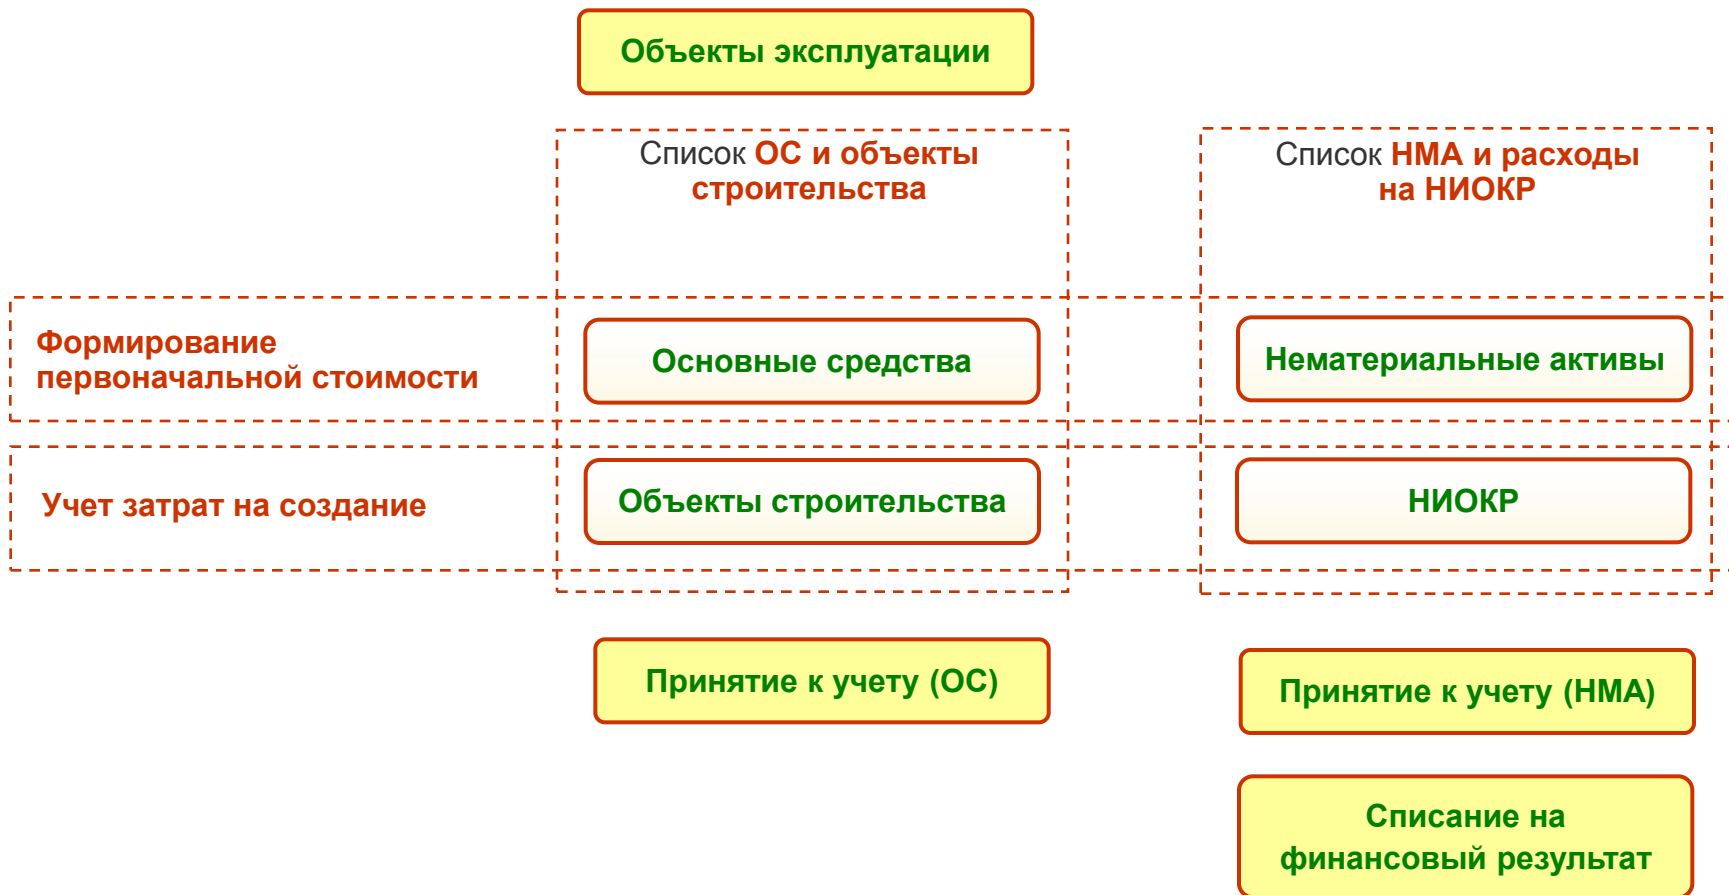 Объекты эксплуатации
Список ОС и объекты
строительства
Список НМА и расходы
на НИОКР
Формирование
первоначальной стоимости
Основные средства
Нематериальные активы
Учет затрат на создание
Объекты строительства
НИОКР
Принятие к учету (ОС)
Принятие к учету (НМА)
Списание на
финансовый результат